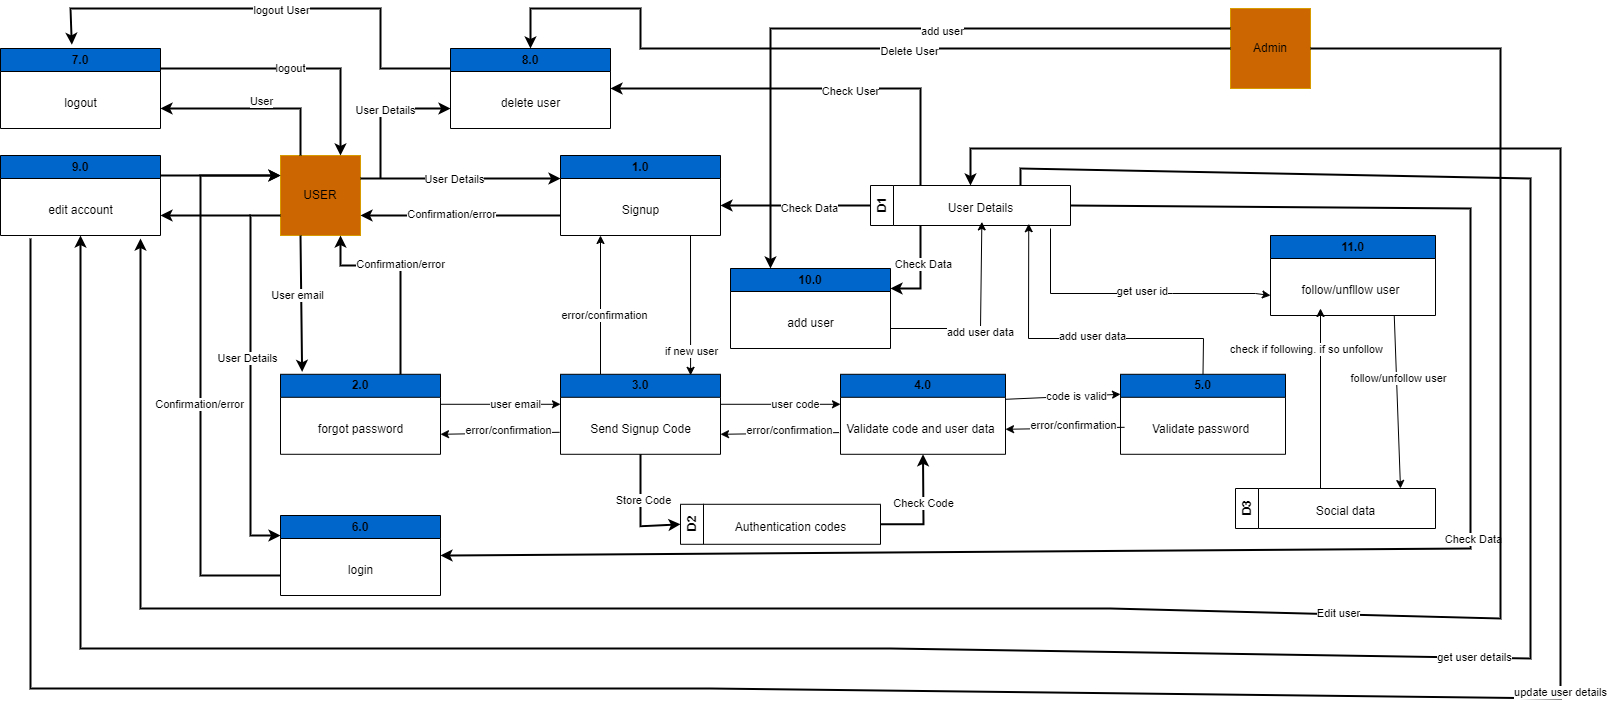 logout User
add user
Admin
Delete User
7.0
logout
logout
User
8.0
delete user
User Details
Check User
9.0
edit account
USER
User Details
Confirmation/error
1.0
Signup
Check Data
D1
User Details
Confirmation/error
User email
Check Data
10.0
add user
add user data
get user id
11.0
follow/unfllow user
error/confirmation
if new user
add user data
check if following. if so unfollow
follow/unfollow user
User Details
Confirmation/error
2.0
forgot password
user email
error/confirmation
3.0
Send Signup Code
user code
error/confirmation
4.0
Validate code and user data
code is valid
error/confirmation
5.0
Validate password
Store Code
D2
Authentication codes
Check Code
D3
Social data
Check Data
6.0
login
Edit user
get user details
update user details